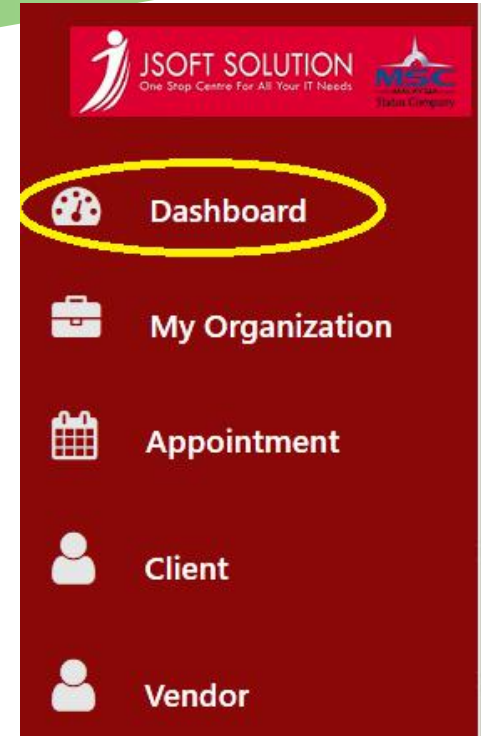 JSOFT SOLUTION
One Stop Centre For All Your IT Needs
MSC
MALAYSIA
Status Company
Dashboard
My Organization
Appointment
Client
Vendor